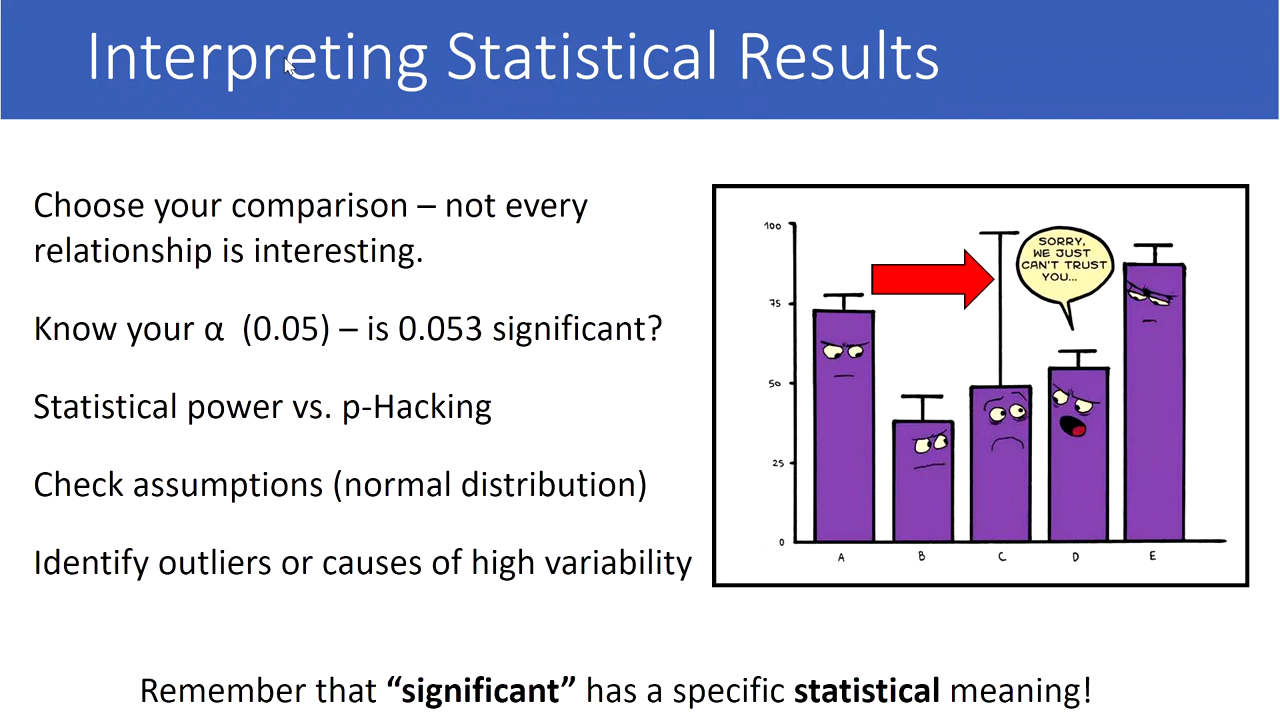 Interpreting Statistical Results
Choose your comparison – not every
relationship is interesting.
Know your α (0.05) – is 0.053 significant?
Statistical power vs. p-Hacking
Check assumptions (normal distribution)
Identify outliers or causes of high variability
100
75
50
25
0
SORRY,
WE JUST
CAN'T TRUST
YOU...
A B C D E
Remember that “significant” has a specific statistical meaning!